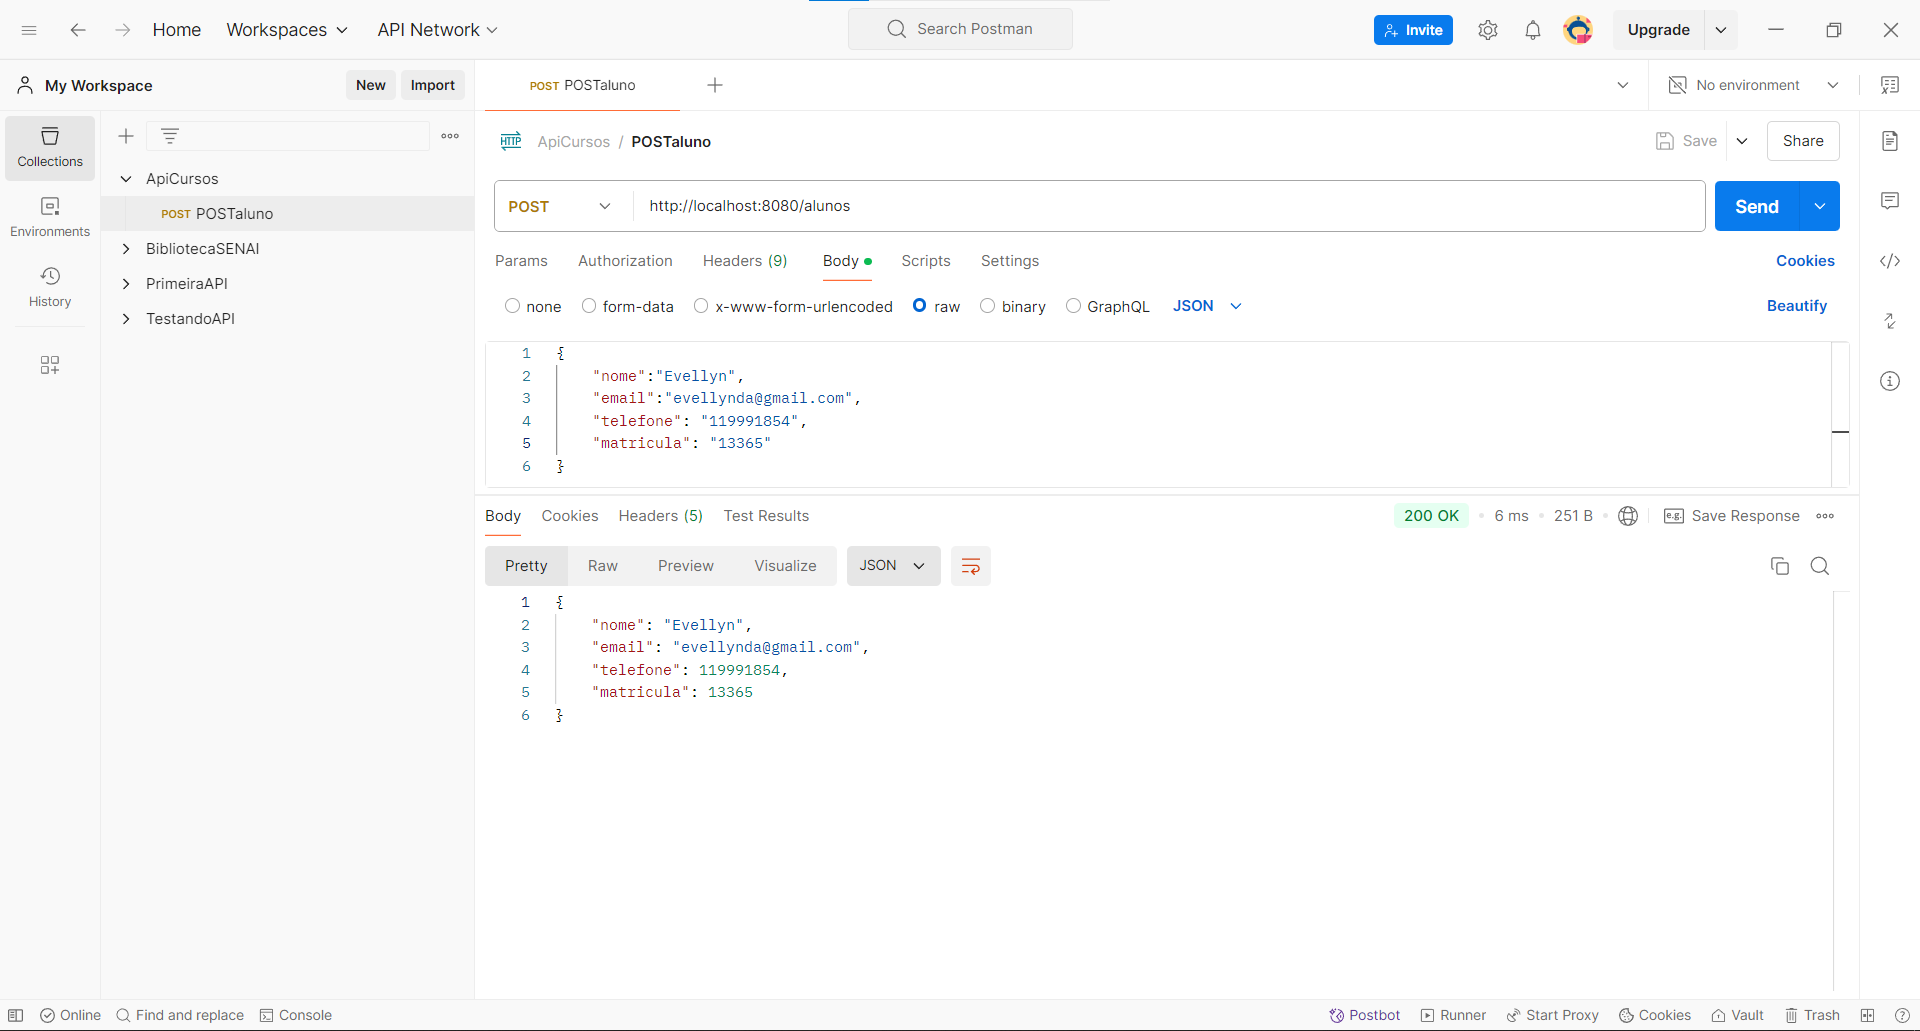 Home Workspaces API Network Search Postman Invite Upgrade
My Workspace New Import POST POSTaluno No environment
Collections
Environments
History
ApiCursos
POST POSTaluno
BibliotecaSENAI
PrimeiraAPI
TestandoAPI
HTTP ApiCursos / POSTaluno Save Share
POST http://localhost:8080/alunos Send
Params Authorization Headers (9) Body Scripts Settings Cookies
none form-data x-www-form-urlencoded raw binary GraphQL JSON Beautify
1 {
2 "nome":"Evellyn",
3 "email":"evellynda@gmail.com",
4 "telefone": "119991854",
5 "matricula": "13365"
6 }
Body Cookies Headers (5) Test Results 200 OK 6 ms 251 B e.g. Save Response
Pretty Raw Preview Visualize JSON
1 {
2 "nome": "Evellyn",
3 "email": "evellynda@gmail.com",
4 "telefone": 119991854,
5 "matricula": 13365
6 }
Online Find and replace Console Postbot Runner Start Proxy Cookies Vault Trash